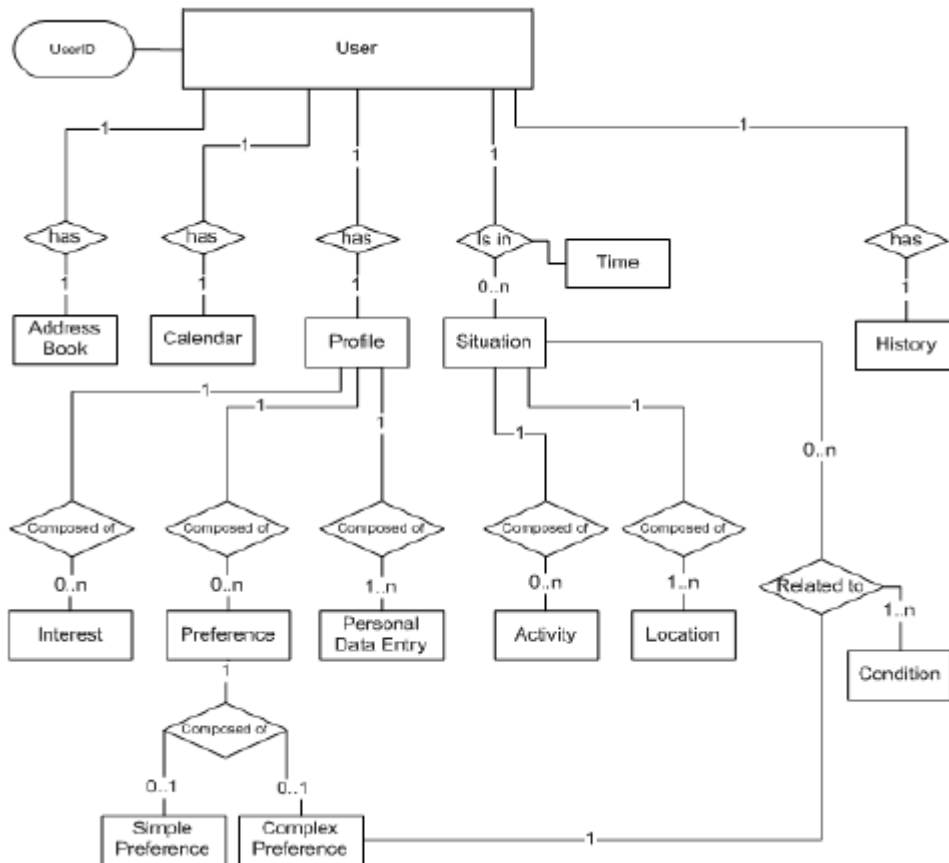 UserID
User
1
1
1
1
1
has
has
has
Is in
has
Time
1
1
1
0..n
1
Address
Book
Calendar
Profile
Situation
History
1
1
1
1
1
0..n
Composed of
Composed of
Composed of
Composed of
Composed of
Related to
0..n
0..n
1..n
0..n
1..n
1..n
Interest
Preference
Personal
Data Entry
Activity
Location
Condition
1
Composed of
0..1
0..1
Simple
Preference
Complex
Preference
1